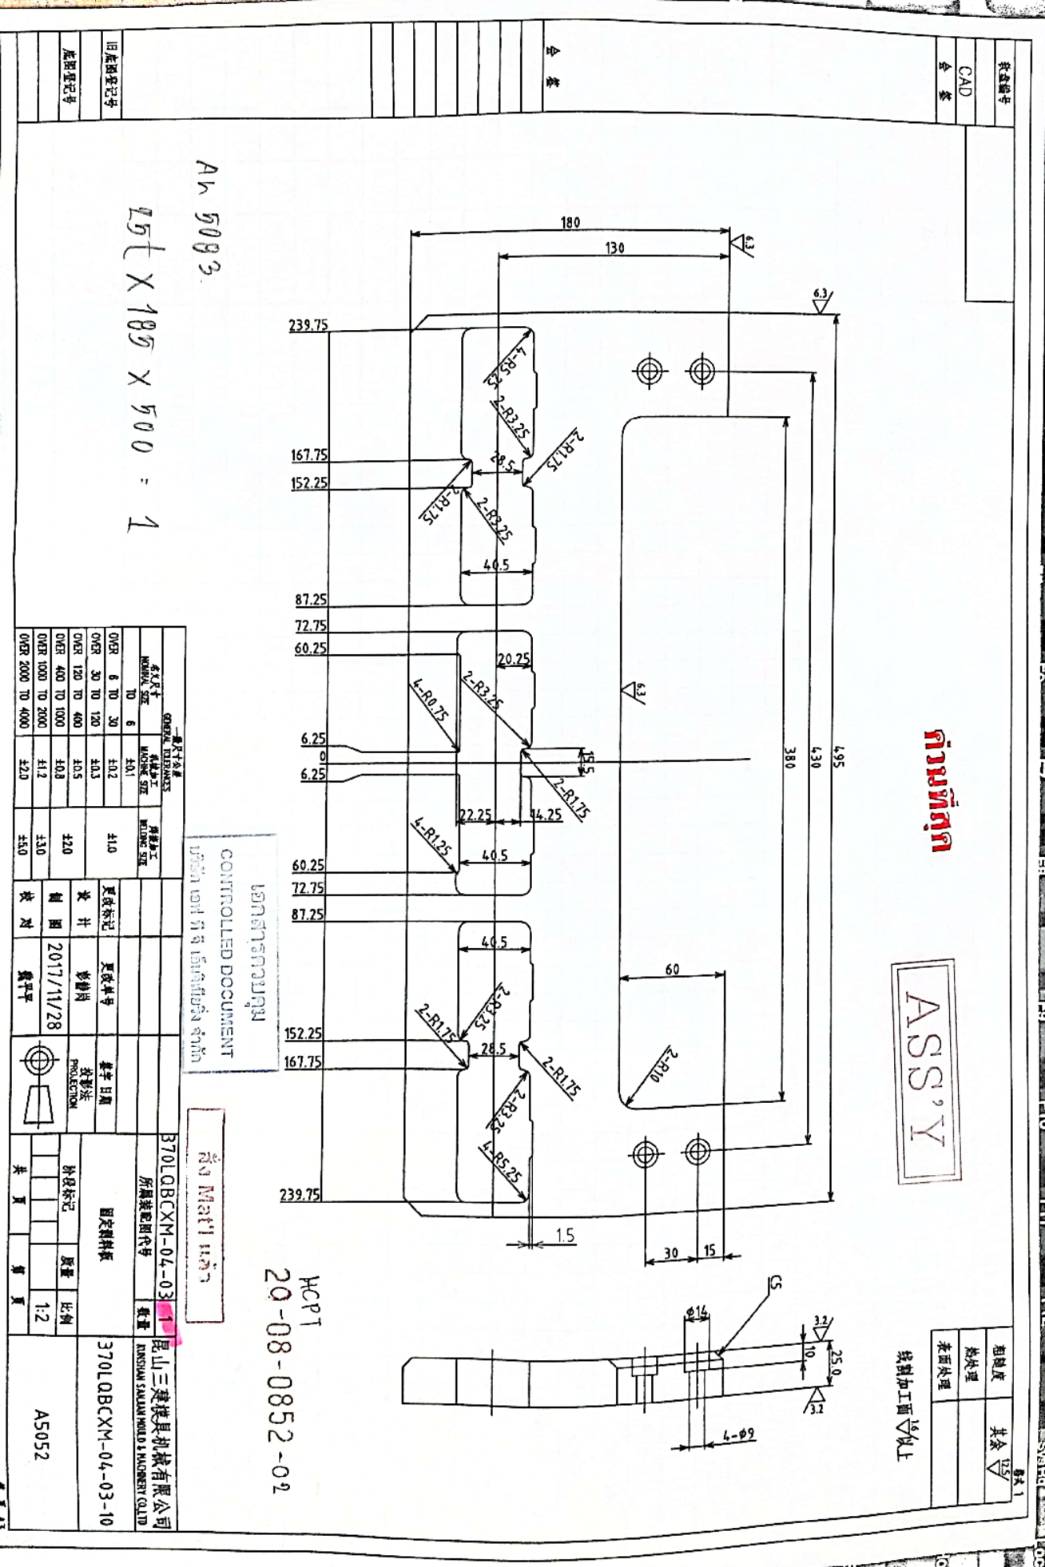 格式 1
软盘编号
CAD
会 签
粗糙度
其余 12.5
热处理
表面处理
线割加工面 1.6 以上
ด่วนที่สุด
ASS'Y
495
430
380
6.3
6.3
6.3
25.0
3.2
3.2
10
C5
4-φ9
φ14
15
30
60
2-R10
130
180
15.5
2-R1.75
2-R1.75
2-R1.75
1.5
14.25
4-R5.25
2-R3.25
28.5
2-R3.25
40.5
20.25
2-R3.25
40.5
22.25
40.5
2-R3.25
28.5
2-R3.25
4-R5.25
2-R1.75
4-R0.75
4-R1.25
2-R1.75
会 签
239.75
167.75
152.25
87.25
72.75
60.25
6.25
0
6.25
60.25
72.75
87.25
152.25
167.75
239.75
HCPT
20-08-0852-02
เอกสารควบคุม
CONTROLLED DOCUMENT
บริษัท เอฟ พี จี เอ็นจิเนียริ่ง จำกัด
สั่ง Mat'l แล้ว
5083
25t X 185 X 500 = 1
旧底图登记号
底图登记号
一般尺寸公差
GENERAL TOLERANCES
名义尺寸 机械加工 焊接加工
NOMINAL SIZE MACHINE SIZE WELDING SIZE
TO 6 ±0.1
OVER 6 TO 30 ±0.2 ±1.0
OVER 30 TO 120 ±0.3
OVER 120 TO 400 ±0.5
OVER 400 TO 1000 ±0.8 ±2.0
OVER 1000 TO 2000 ±1.2 ±3.0
OVER 2000 TO 4000 ±2.0 ±5.0
更改标记 更改单号 签字 日期
设 计
制 图 2017/11/28
校 对 魏平平
投影法
PROJECTION
370LQBCXM-04-03 1
所属装配图代号 数量
固定剥料板
阶段标记 质量 比例
1:2
共 页 第 页
昆山三建模具机械有限公司
KUNSHAN SANJIAN MOULD & MACHINERY CO.,LTD
370LQBCXM-04-03-10
A5052